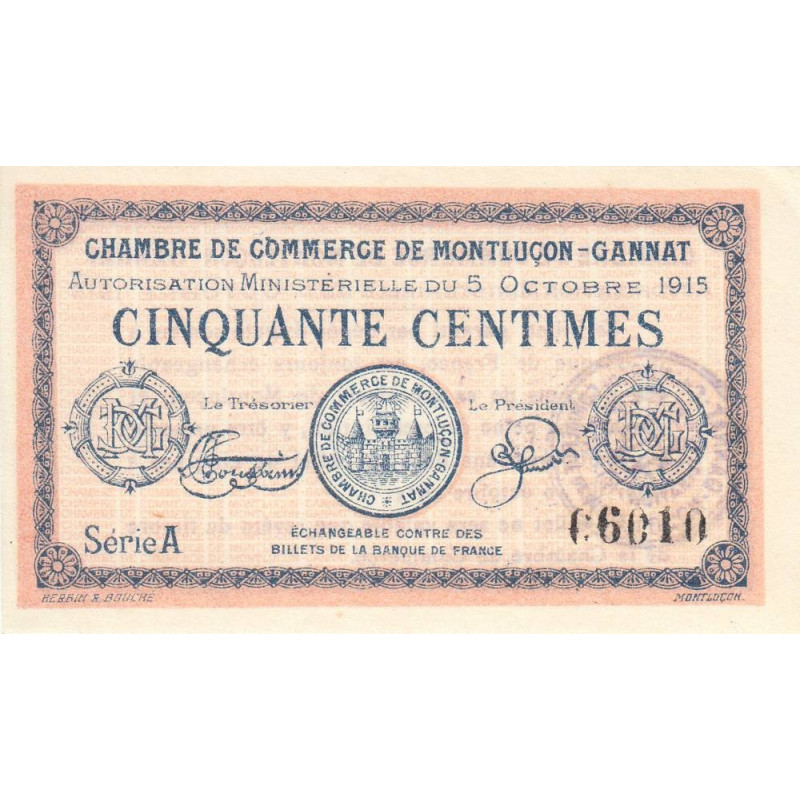 CHAMBRE DE COMMERCE DE MONTLUÇON-GANNAT
AUTORISATION MINISTÉRIELLE DU 5 OCTOBRE 1915
CINQUANTE CENTIMES
Le Trésorier
CHAMBRE DE COMMERCE DE MONTLUÇON-GANNAT
Le Président
Série A
ÉCHANGEABLE CONTRE DES
BILLETS DE LA BANQUE DE FRANCE
C6010
HERBIN & BOUCHÉ
MONTLUÇON.